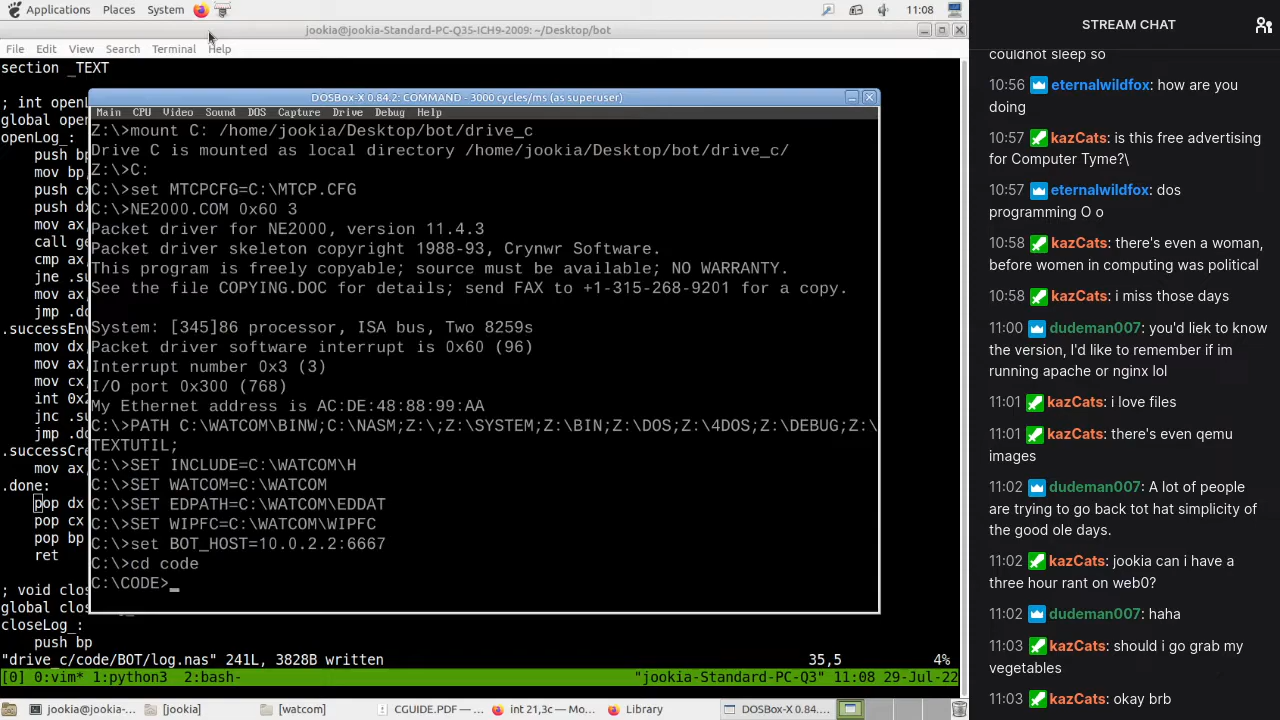 Applications Places System 11:08
jookia@jookia-Standard-PC-Q35-ICH9-2009: ~/Desktop/bot
File Edit View Search Terminal Help
section _TEXT
; int openL
global ope
openLog_:
push bp
mov bp,
push cx
push dx
mov ax,
call ge
cmp ax,
jne .su
mov ax,
jmp .d
.successEnv
mov dx,
mov ax,
mov cx,
int 0x2
jnc .su
jmp .d
.successCre
mov ax,
.done:
pop dx
pop cx
pop bp
ret
; void clos
global clos
closeLog_:
push bp
"drive_c/code/BOT/log.nas" 241L, 3828B written 35,5 4%
[0] 0:vim* 1:python3 2:bash- "jookia-Standard-PC-Q3" 11:08 29-Jul-22
DOSBox-X 0.84.2: COMMAND - 3000 cycles/ms (as superuser)
Main CPU Video Sound DOS Capture Drive Debug Help
Z:\>mount C: /home/jookia/Desktop/bot/drive_c
Drive C is mounted as local directory /home/jookia/Desktop/bot/drive_c/
Z:\>C:
C:\>set MTCPCFG=C:\MTCP.CFG
C:\>NE2000.COM 0x60 3
Packet driver for NE2000, version 11.4.3
Packet driver skeleton copyright 1988-93, Crynwr Software.
This program is freely copyable; source must be available; NO WARRANTY.
See the file COPYING.DOC for details; send FAX to +1-315-268-9201 for a copy.
System: [345]86 processor, ISA bus, Two 8259s
Packet driver software interrupt is 0x60 (96)
Interrupt number 0x3 (3)
I/O port 0x300 (768)
My Ethernet address is AC:DE:48:88:99:AA
C:\>PATH C:\WATCOM\BINW;C:\NASM;Z:\;Z:\SYSTEM;Z:\BIN;Z:\DOS;Z:\4DOS;Z:\DEBUG;Z:\
TEXTUTIL;
C:\>SET INCLUDE=C:\WATCOM\H
C:\>SET WATCOM=C:\WATCOM
C:\>SET EDPATH=C:\WATCOM\EDDAT
C:\>SET WIPFC=C:\WATCOM\WIPFC
C:\>set BOT_HOST=10.0.2.2:6667
C:\>cd code
C:\CODE>_
jookia@jookia-... [jookia] [watcom] CGUIDE.PDF — ... int 21,3c – Mo... Library DOSBox-X 0.84....
STREAM CHAT
couldnot sleep so
10:56 eternalwildfox: how are you
doing
10:57 kazCats: is this free advertising
for Computer Tyme?\
10:57 eternalwildfox: dos
programming O o
10:58 kazCats: there's even a woman,
before women in computing was political
10:58 kazCats: i miss those days
11:00 dudeman007: you'd liek to know
the version, I'd like to remember if im
running apache or nginx lol
11:01 kazCats: i love files
11:01 kazCats: there's even qemu
images
11:02 dudeman007: A lot of people
are trying to go back tot hat simplicity of
the good ole days.
11:02 kazCats: jookia can i have a
three hour rant on web0?
11:02 dudeman007: haha
11:03 kazCats: should i go grab my
vegetables
11:03 kazCats: okay brb